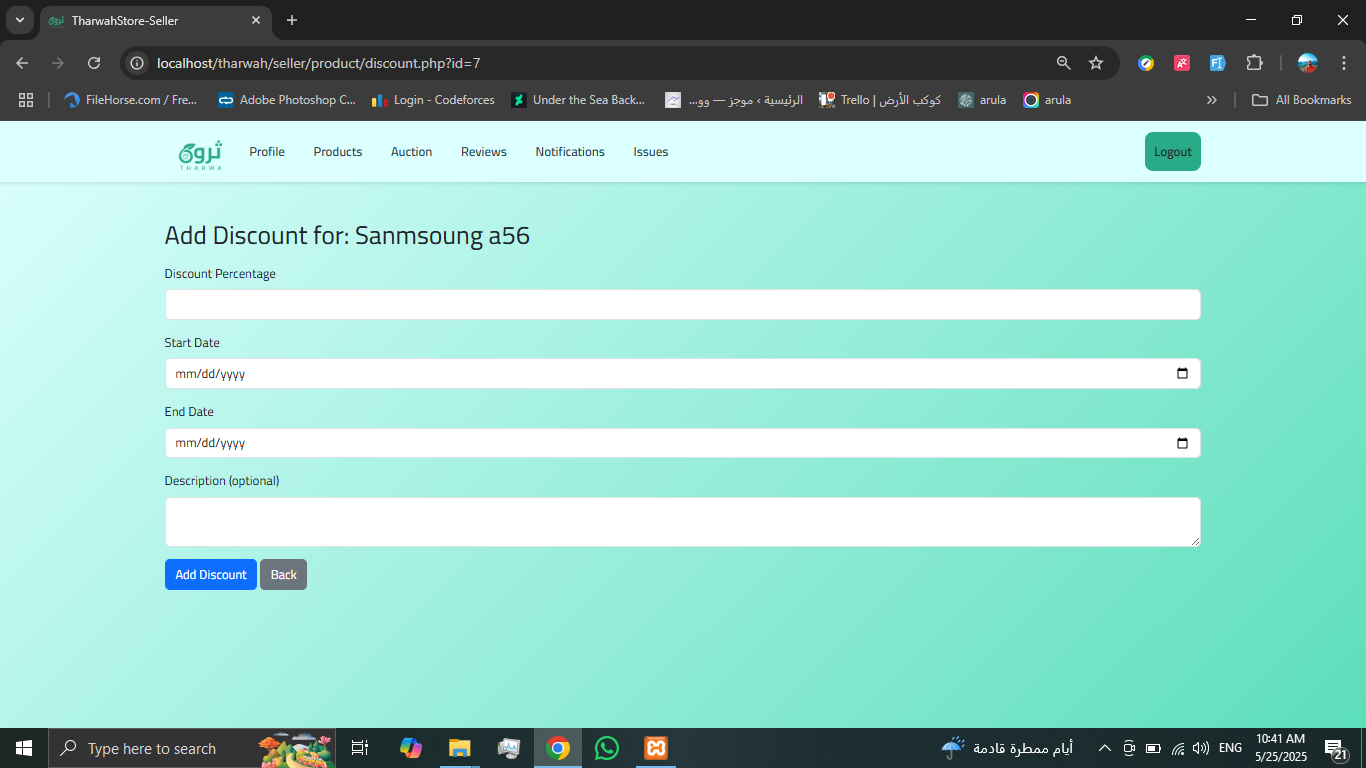 TharwahStore-Seller
localhost/tharwah/seller/product/discount.php?id=7
FileHorse.com / Fre...
Adobe Photoshop C...
Login - Codeforces
Under the Sea Back...
الرئيسية › موجز — وو...
Trello | كوكب الأرض
arula
arula
All Bookmarks
ثروة
THARWA
Profile
Products
Auction
Reviews
Notifications
Issues
Logout
Add Discount for: Sanmsoung a56
Discount Percentage
Start Date
mm/dd/yyyy
End Date
mm/dd/yyyy
Description (optional)
Add Discount
Back
Type here to search
أيام ممطرة قادمة
ENG
10:41 AM
5/25/2025
21